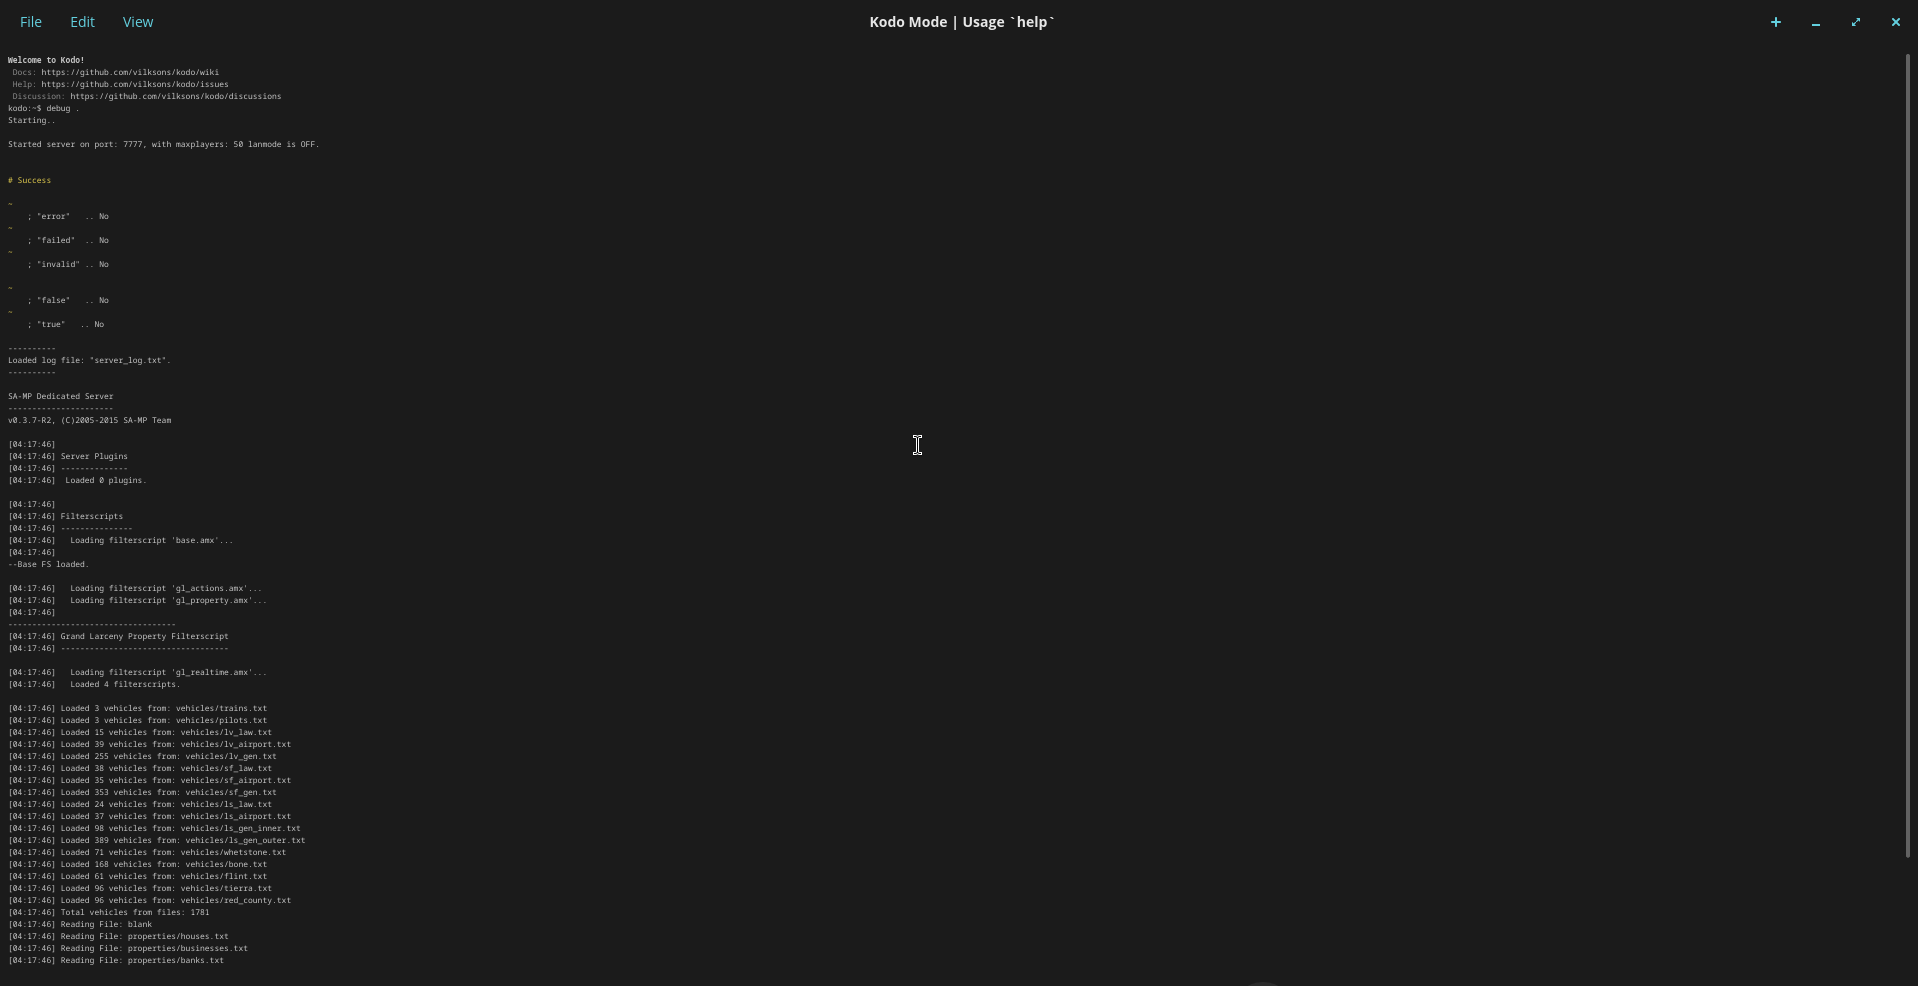 File Edit View Kodo Mode | Usage `help`
Welcome to Kodo!
Docs: https://github.com/vilksons/kodo/wiki
Help: https://github.com/vilksons/kodo/issues
Discussion: https://github.com/vilksons/kodo/discussions
kodo:~$ debug .
Starting..
Started server on port: 7777, with maxplayers: 50 lanmode is OFF.
# Success
~
; "error"   .. No
~
; "failed"  .. No
~
; "invalid" .. No
~
; "false"   .. No
~
; "true"   .. No
----------
Loaded log file: "server_log.txt".
----------
SA-MP Dedicated Server
----------------------
v0.3.7-R2, (C)2005-2015 SA-MP Team
[04:17:46]
[04:17:46] Server Plugins
[04:17:46] --------------
[04:17:46]  Loaded 0 plugins.
[04:17:46]
[04:17:46] Filterscripts
[04:17:46] ---------------
[04:17:46]   Loading filterscript 'base.amx'...
[04:17:46]
--Base FS loaded.
[04:17:46]   Loading filterscript 'gl_actions.amx'...
[04:17:46]   Loading filterscript 'gl_property.amx'...
[04:17:46]
-----------------------------------
[04:17:46] Grand Larceny Property Filterscript
[04:17:46] -----------------------------------
[04:17:46]   Loading filterscript 'gl_realtime.amx'...
[04:17:46]   Loaded 4 filterscripts.
[04:17:46] Loaded 3 vehicles from: vehicles/trains.txt
[04:17:46] Loaded 3 vehicles from: vehicles/pilots.txt
[04:17:46] Loaded 15 vehicles from: vehicles/lv_law.txt
[04:17:46] Loaded 39 vehicles from: vehicles/lv_airport.txt
[04:17:46] Loaded 255 vehicles from: vehicles/lv_gen.txt
[04:17:46] Loaded 38 vehicles from: vehicles/sf_law.txt
[04:17:46] Loaded 35 vehicles from: vehicles/sf_airport.txt
[04:17:46] Loaded 353 vehicles from: vehicles/sf_gen.txt
[04:17:46] Loaded 24 vehicles from: vehicles/ls_law.txt
[04:17:46] Loaded 37 vehicles from: vehicles/ls_airport.txt
[04:17:46] Loaded 98 vehicles from: vehicles/ls_gen_inner.txt
[04:17:46] Loaded 389 vehicles from: vehicles/ls_gen_outer.txt
[04:17:46] Loaded 71 vehicles from: vehicles/whetstone.txt
[04:17:46] Loaded 168 vehicles from: vehicles/bone.txt
[04:17:46] Loaded 61 vehicles from: vehicles/flint.txt
[04:17:46] Loaded 96 vehicles from: vehicles/tierra.txt
[04:17:46] Loaded 96 vehicles from: vehicles/red_county.txt
[04:17:46] Total vehicles from files: 1781
[04:17:46] Reading File: blank
[04:17:46] Reading File: properties/houses.txt
[04:17:46] Reading File: properties/businesses.txt
[04:17:46] Reading File: properties/banks.txt